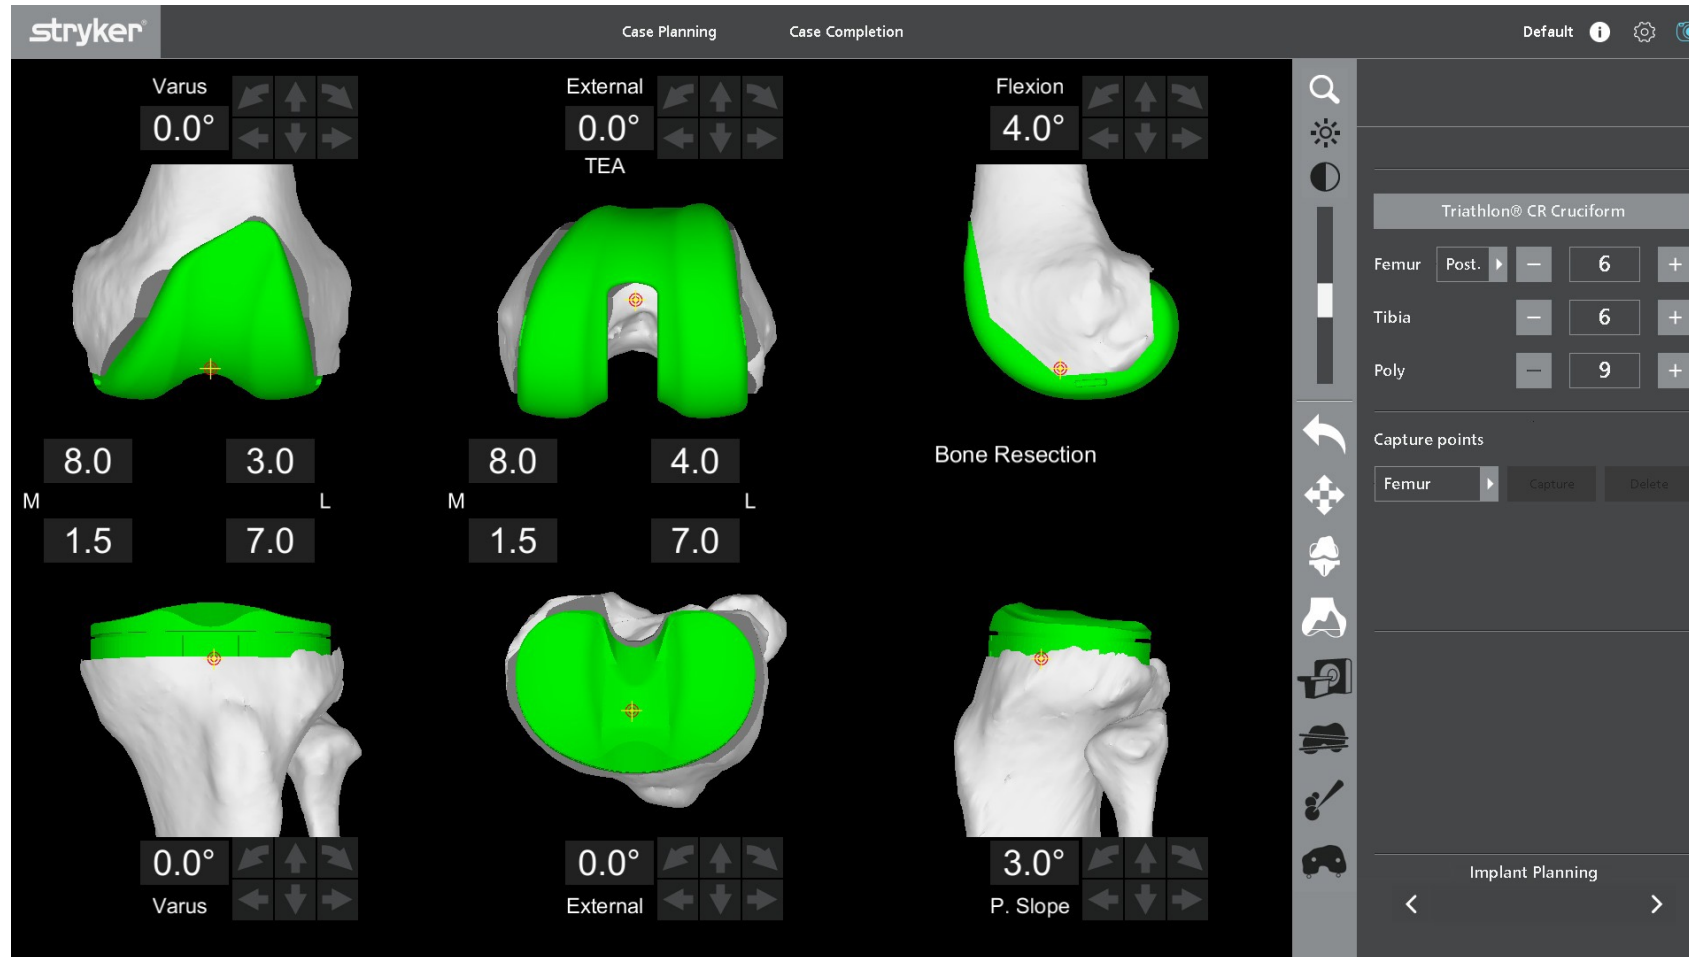 stryker®
Case Planning
Case Completion
Default
Varus
0.0°
External
0.0°
TEA
Flexion
4.0°
8.0
3.0
M
L
1.5
7.0
8.0
4.0
M
L
1.5
7.0
Bone Resection
0.0°
Varus
0.0°
External
3.0°
P. Slope
Triathlon® CR Cruciform
Femur Post. − 6 +
Tibia − 6 +
Poly − 9 +
Capture points
Femur Capture Delete
Implant Planning